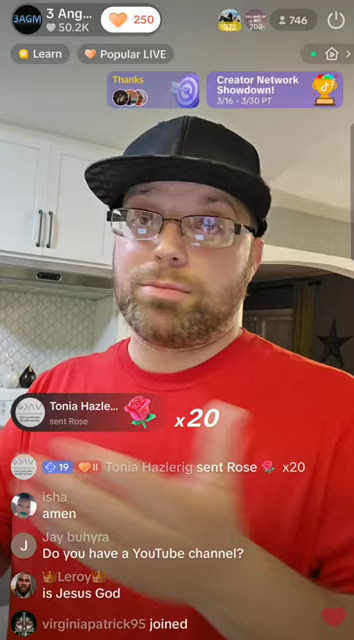 3AGM
3 Ang...
50.2K
250
746
Learn
Popular LIVE
Thanks
Creator Network
Showdown!
3/16 - 3/30 PT
Tonia Hazle...
sent Rose
x20
19
II
Tonia Hazlerig sent Rose x20
isha
amen
J
Jay buhyra
Do you have a YouTube channel?
Leroy
is Jesus God
virginiapatrick95 joined